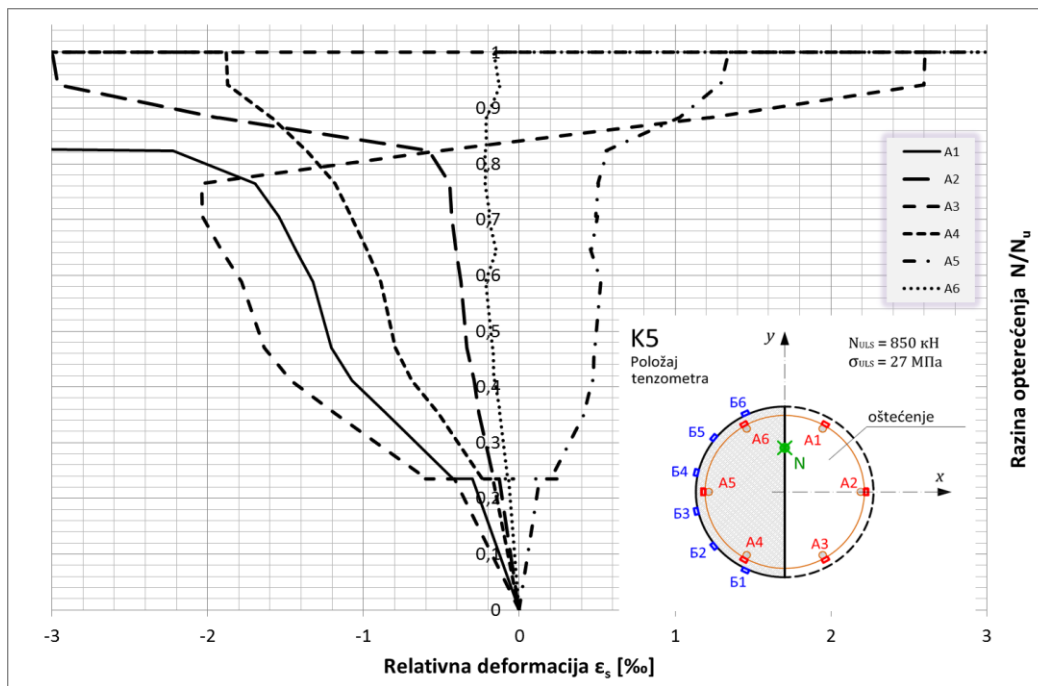 1
0,9
0,8
0,7
0,6
0,5
0,4
0,3
0,2
0,1
0
-3
-2
-1
0
1
2
3
Relativna deformacija εs [‰]
Razina opterećenja N/Nu
A1
A2
A3
A4
A5
A6
K5
Položaj
tenzometra
y
NULS = 850 кН
σULS = 27 МПа
oštećenje
x
N
Б6
Б5
Б4
Б3
Б2
Б1
A6
A1
A5
A2
A4
A3